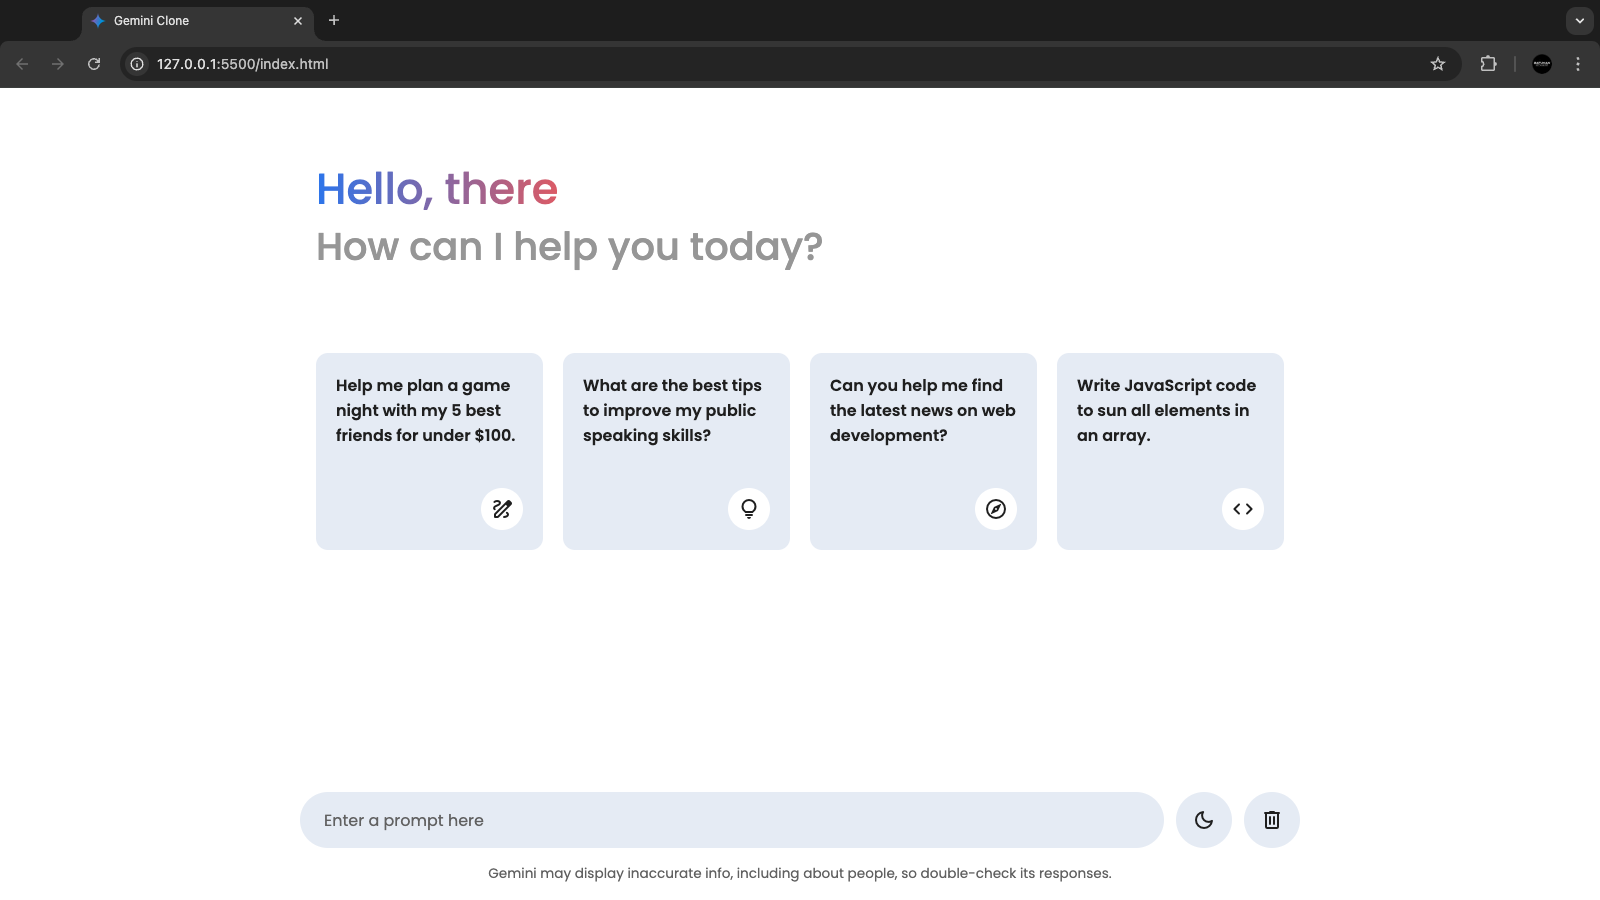 Gemini Clone
127.0.0.1:5500/index.html
Hello, there
How can I help you today?
Help me plan a game
night with my 5 best
friends for under $100.
What are the best tips
to improve my public
speaking skills?
Can you help me find
the latest news on web
development?
Write JavaScript code
to sun all elements in
an array.
Enter a prompt here
Gemini may display inaccurate info, including about people, so double-check its responses.